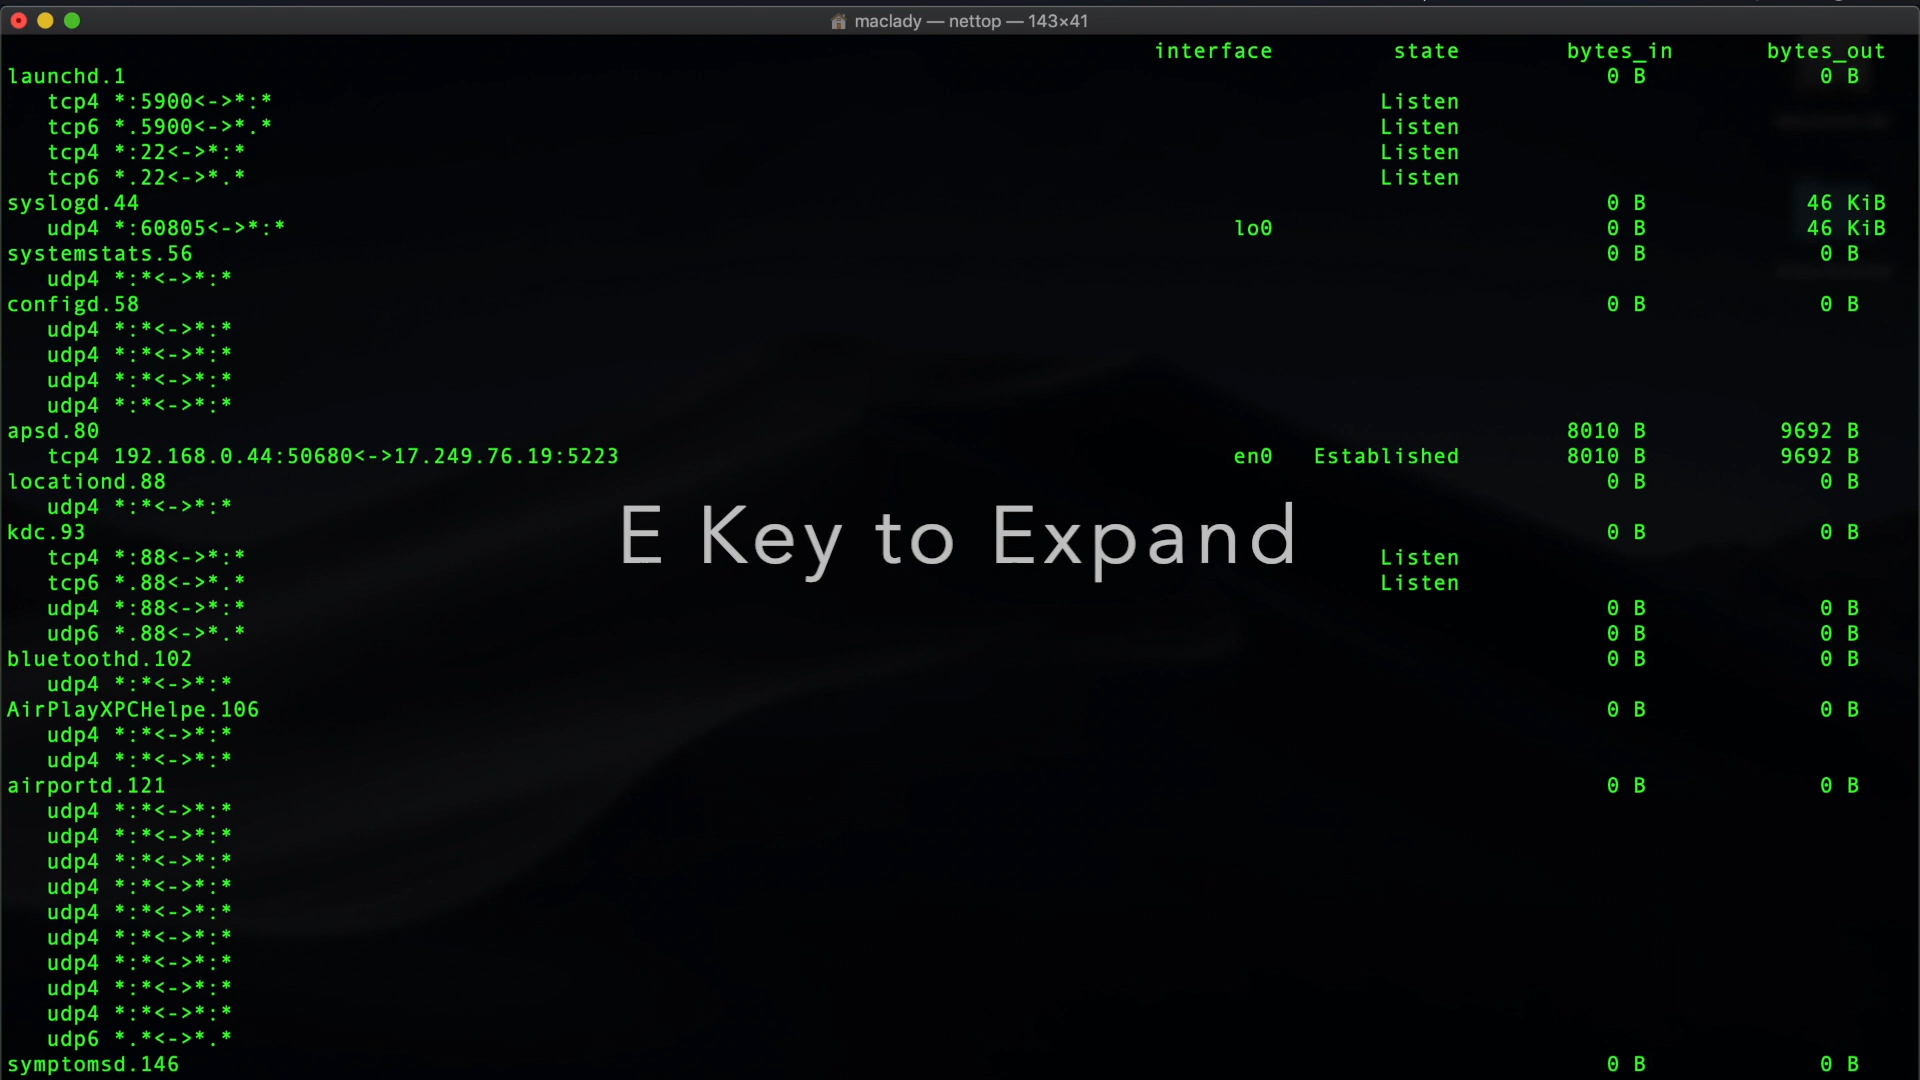 maclady — nettop — 143×41
interface state bytes_in bytes_out
launchd.1 0 B 0 B
tcp4 *:5900<->*:* Listen
tcp6 *.5900<->*.* Listen
tcp4 *:22<->*:* Listen
tcp6 *.22<->*.* Listen
syslogd.44 0 B 46 KiB
udp4 *:60805<->*:* lo0 0 B 46 KiB
systemstats.56 0 B 0 B
udp4 *:*<->*:*
configd.58 0 B 0 B
udp4 *:*<->*:*
udp4 *:*<->*:*
udp4 *:*<->*:*
udp4 *:*<->*:*
apsd.80 8010 B 9692 B
tcp4 192.168.0.44:50680<->17.249.76.19:5223 en0 Established 8010 B 9692 B
locationd.88 0 B 0 B
udp4 *:*<->*:*
E Key to Expand
kdc.93 0 B 0 B
tcp4 *:88<->*:* Listen
tcp6 *.88<->*.* Listen
udp4 *:88<->*:* 0 B 0 B
udp6 *.88<->*.* 0 B 0 B
bluetoothd.102 0 B 0 B
udp4 *:*<->*:*
AirPlayXPCHelpe.106 0 B 0 B
udp4 *:*<->*:*
udp4 *:*<->*:*
airportd.121 0 B 0 B
udp4 *:*<->*:*
udp4 *:*<->*:*
udp4 *:*<->*:*
udp4 *:*<->*:*
udp4 *:*<->*:*
udp4 *:*<->*:*
udp4 *:*<->*:*
udp4 *:*<->*:*
udp4 *:*<->*:*
udp6 *.*<->*.*
symptomsd.146 0 B 0 B